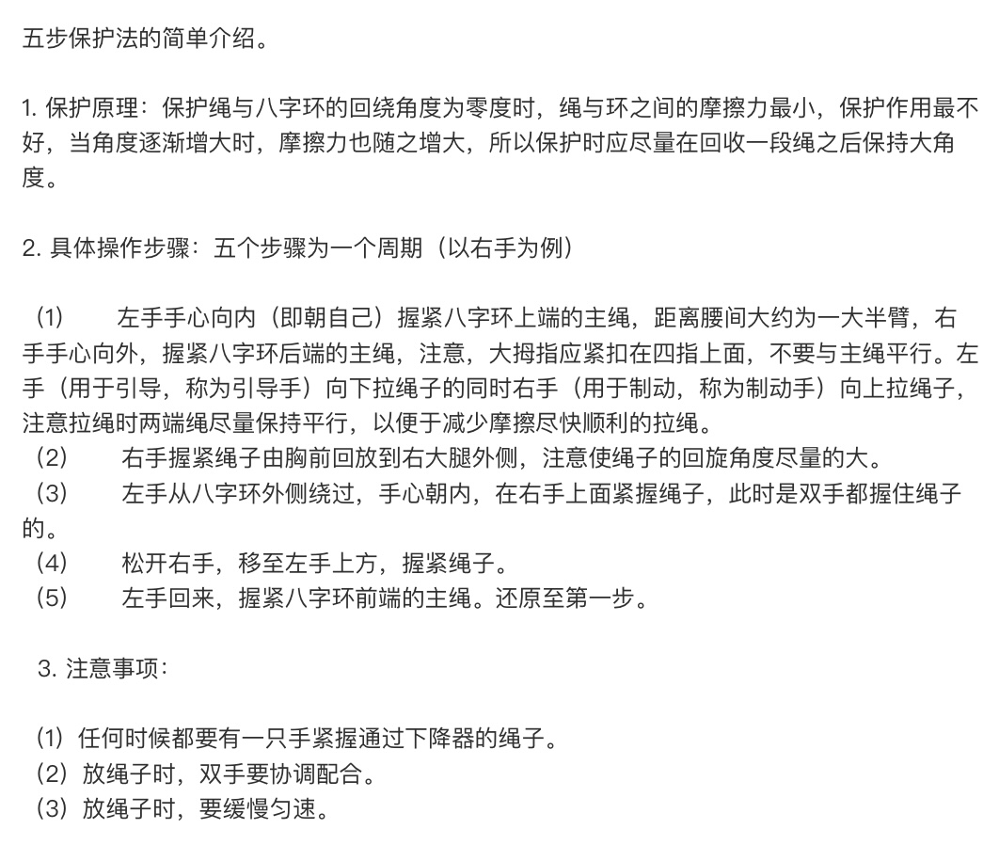 五步保护法的简单介绍。
1. 保护原理：保护绳与八字环的回绕角度为零度时，绳与环之间的摩擦力最小，保护作用最不
好，当角度逐渐增大时，摩擦力也随之增大，所以保护时应尽量在回收一段绳之后保持大角
度。
2. 具体操作步骤：五个步骤为一个周期（以右手为例）
（1） 左手手心向内（即朝自己）握紧八字环上端的主绳，距离腰间大约为一大半臂，右
手手心向外，握紧八字环后端的主绳，注意，大拇指应紧扣在四指上面，不要与主绳平行。左
手（用于引导，称为引导手）向下拉绳子的同时右手（用于制动，称为制动手）向上拉绳子，
注意拉绳时两端绳尽量保持平行，以便于减少摩擦尽快顺利的拉绳。
（2） 右手握紧绳子由胸前回放到右大腿外侧，注意使绳子的回旋角度尽量的大。
（3） 左手从八字环外侧绕过，手心朝内，在右手上面紧握绳子，此时是双手都握住绳子
的。
（4） 松开右手，移至左手上方，握紧绳子。
（5） 左手回来，握紧八字环前端的主绳。还原至第一步。
3. 注意事项：
（1）任何时候都要有一只手紧握通过下降器的绳子。
（2）放绳子时，双手要协调配合。
（3）放绳子时，要缓慢匀速。